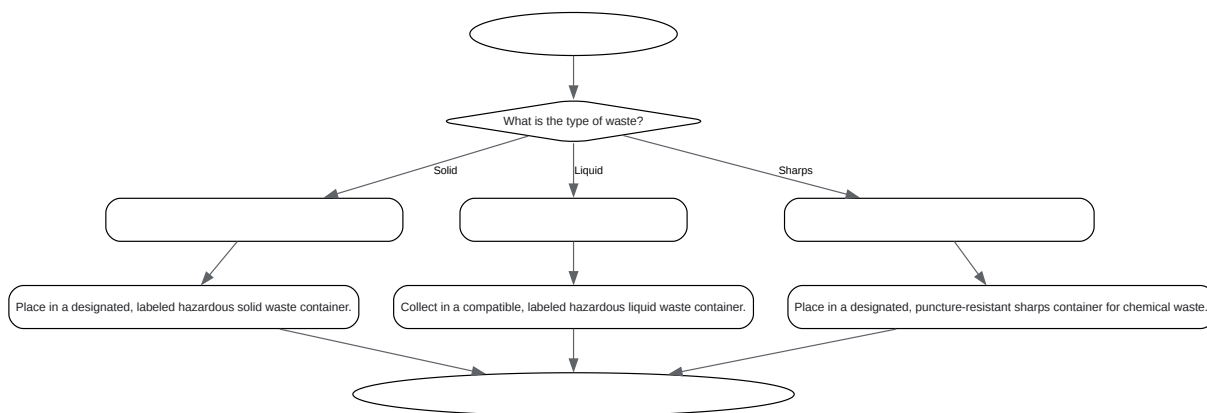 What is the type of waste?
Solid
Liquid
Sharps
Place in a designated, labeled hazardous solid waste container.
Collect in a compatible, labeled hazardous liquid waste container.
Place in a designated, puncture-resistant sharps container for chemical waste.